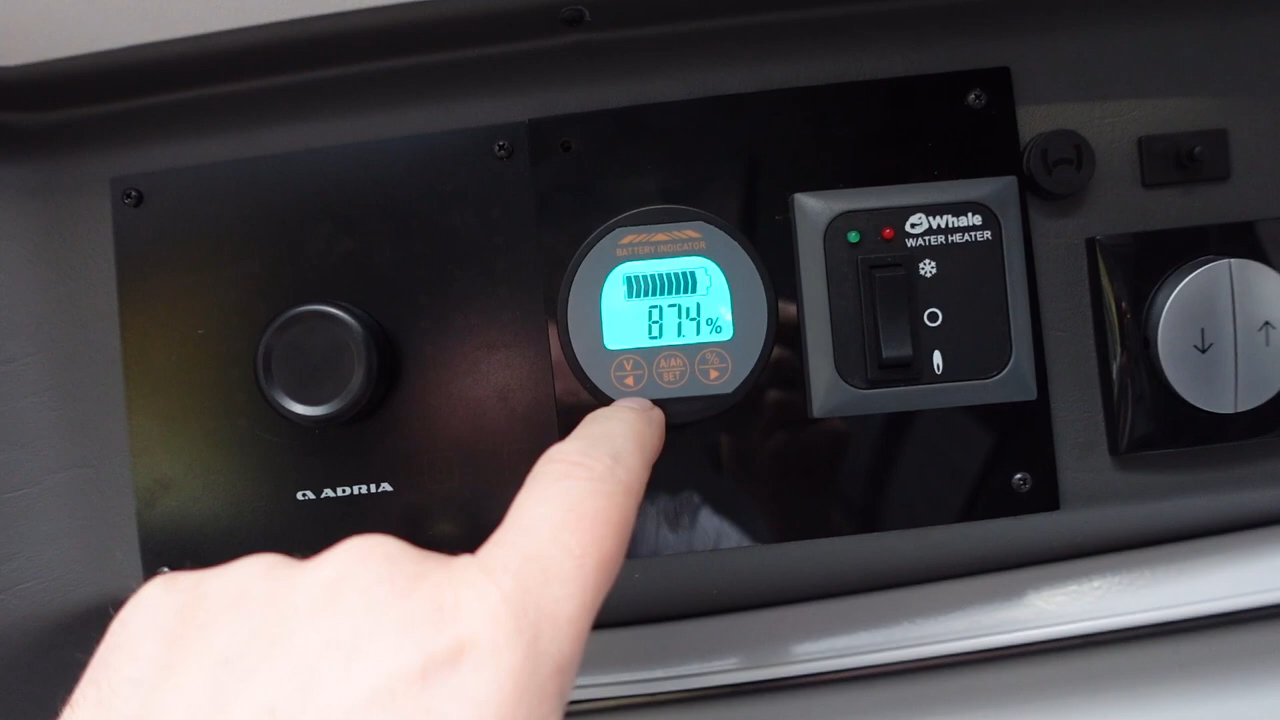 BATTERY INDICATOR
87.4%
V
A/Ah
SET
%
Whale
WATER HEATER
ADRIA